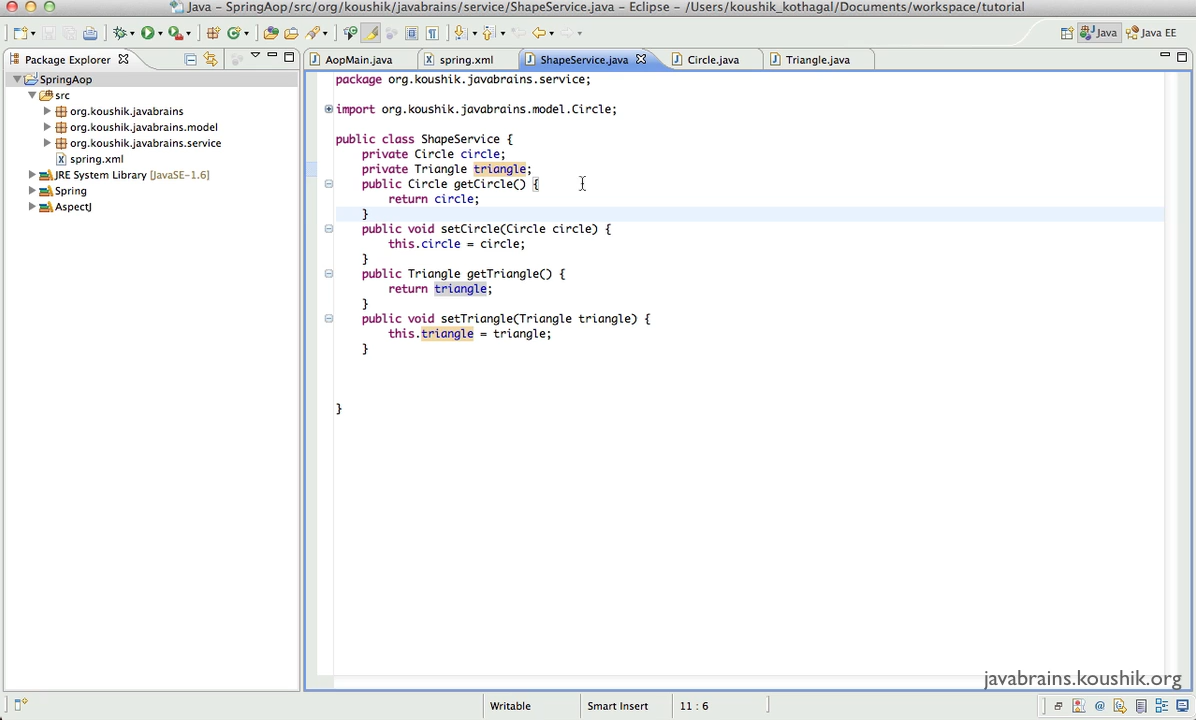 Java - SpringAop/src/org/koushik/javabrains/service/ShapeService.java - Eclipse - /Users/koushik_kothagal/Documents/workspace/tutorial
Java
Java EE
Package Explorer
AopMain.java
spring.xml
ShapeService.java
Circle.java
Triangle.java
SpringAop
src
org.koushik.javabrains
org.koushik.javabrains.model
org.koushik.javabrains.service
spring.xml
JRE System Library [JavaSE-1.6]
Spring
AspectJ
package org.koushik.javabrains.service;
import org.koushik.javabrains.model.Circle;
public class ShapeService {
private Circle circle;
private Triangle triangle;
public Circle getCircle() {
return circle;
}
public void setCircle(Circle circle) {
this.circle = circle;
}
public Triangle getTriangle() {
return triangle;
}
public void setTriangle(Triangle triangle) {
this.triangle = triangle;
}
}
javabrains.koushik.org
Writable
Smart Insert
11 : 6